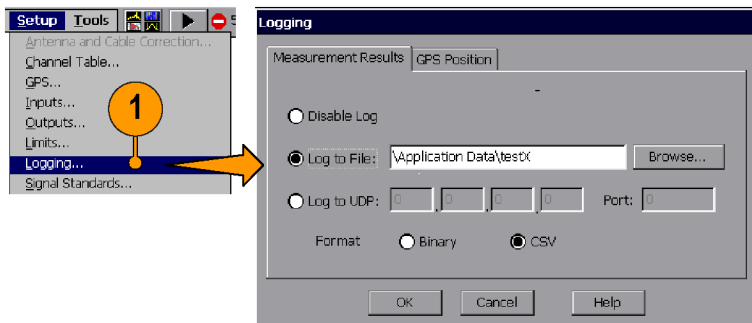 Setup Tools
Antenna and Cable Correction...
Channel Table...
GPS...
Inputs...
Outputs...
Limits...
Logging...
Signal Standards...
1
Logging
Measurement Results GPS Position
Disable Log
Log to File: \Application Data\testX Browse...
Log to UDP: 0 . 0 . 0 . 0 Port: 0
Format Binary CSV
OK Cancel Help